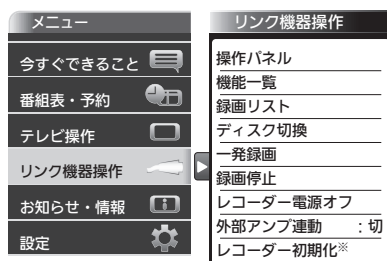 メニュー
今すぐできること
番組表・予約
テレビ操作
リンク機器操作
お知らせ・情報
設定
リンク機器操作
操作パネル
機能一覧
録画リスト
ディスク切換
一発録画
録画停止
レコーダー電源オフ
外部アンプ連動 :切
レコーダー初期化※